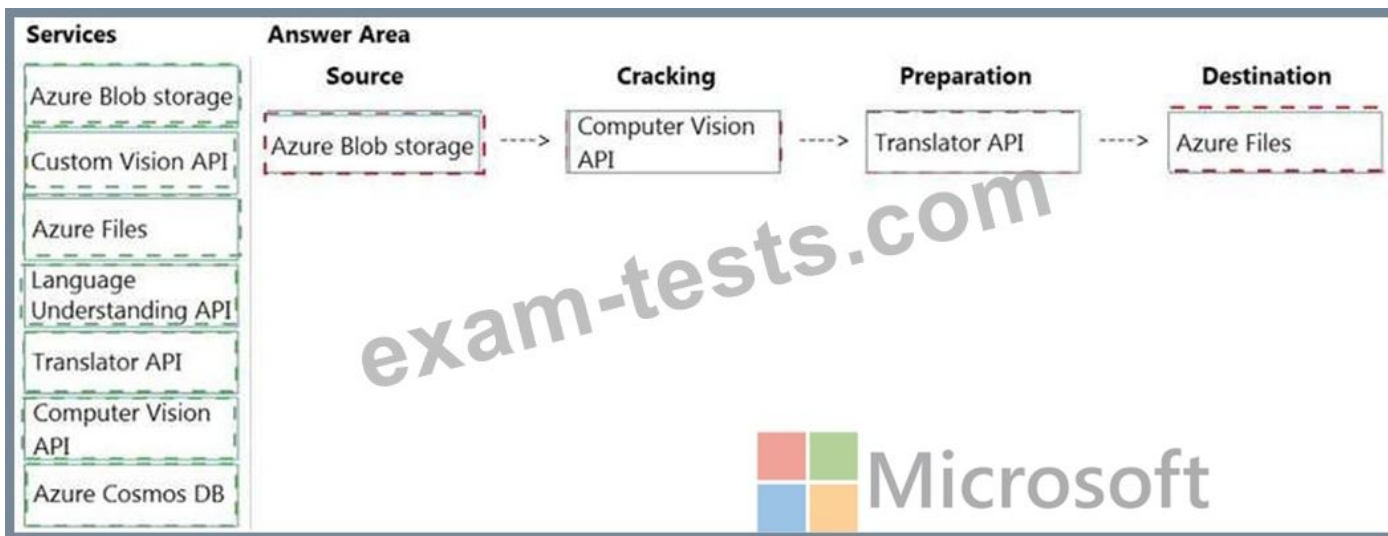 Services
Answer Area
Source
Cracking
Preparation
Destination
Azure Blob storage
Custom Vision API
Azure Files
Language
Understanding API
Translator API
Computer Vision
API
Azure Cosmos DB
Azure Blob storage
---->
Computer Vision
API
---->
Translator API
---->
Azure Files
exam-tests.com
Microsoft